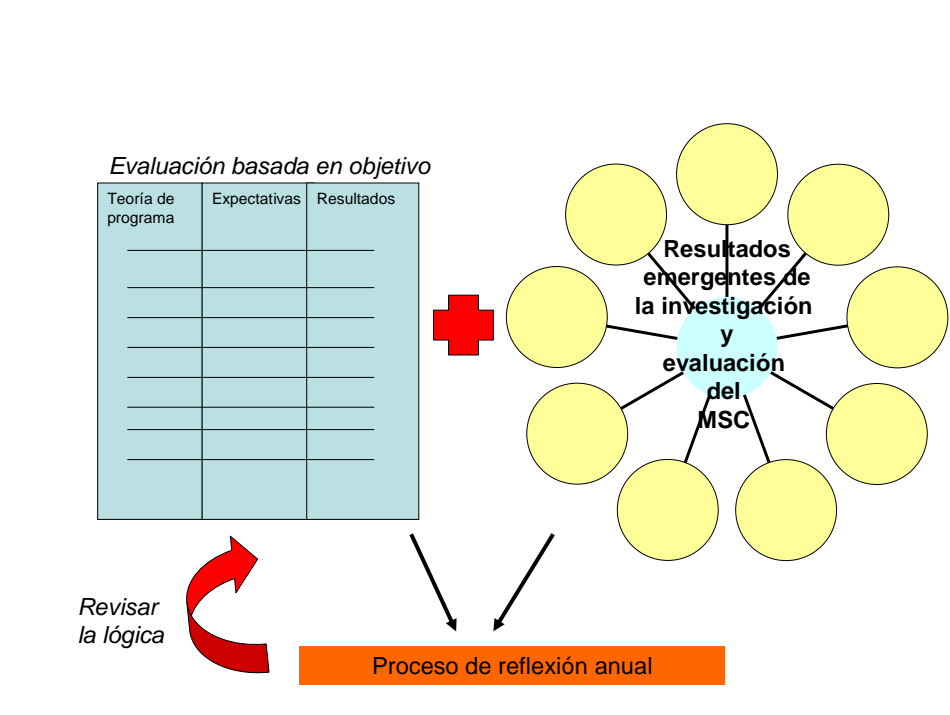 Evaluación basada en objetivo
Teoría de
programa
Expectativas
Resultados
Resultados
emergentes de
la investigación
y
evaluación
del
MSC
Revisar
la lógica
Proceso de reflexión anual